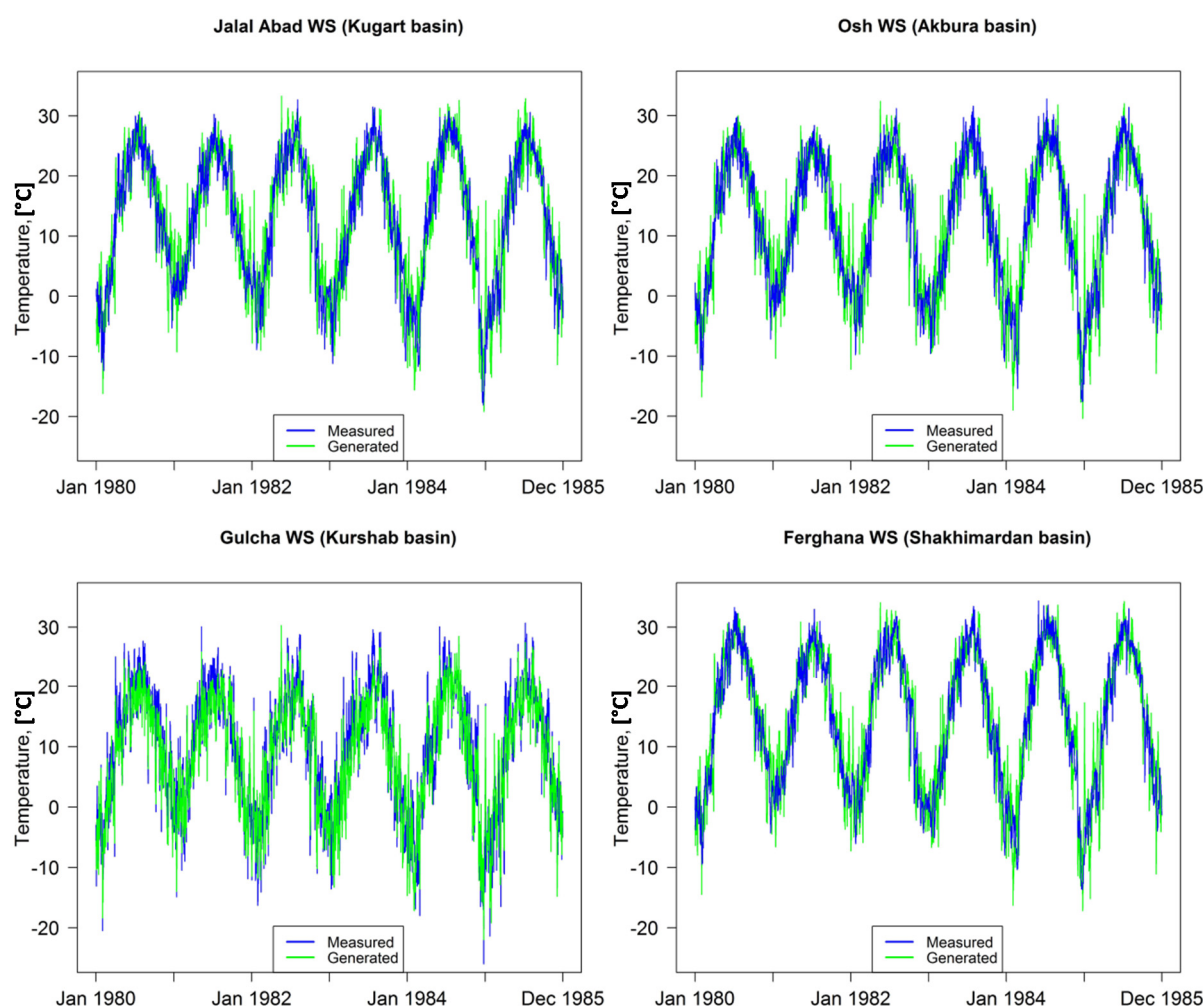 Jalal Abad WS (Kugart basin)
Temperature, [°C]
30
20
10
0
-10
-20
Measured
Generated
Jan 1980
Jan 1982
Jan 1984
Dec 1985
Osh WS (Akbura basin)
Temperature, [°C]
30
20
10
0
-10
-20
Measured
Generated
Jan 1980
Jan 1982
Jan 1984
Dec 1985
Gulcha WS (Kurshab basin)
Temperature, [°C]
30
20
10
0
-10
-20
Measured
Generated
Jan 1980
Jan 1982
Jan 1984
Dec 1985
Ferghana WS (Shakhimardan basin)
Temperature, [°C]
30
20
10
0
-10
-20
Measured
Generated
Jan 1980
Jan 1982
Jan 1984
Dec 1985